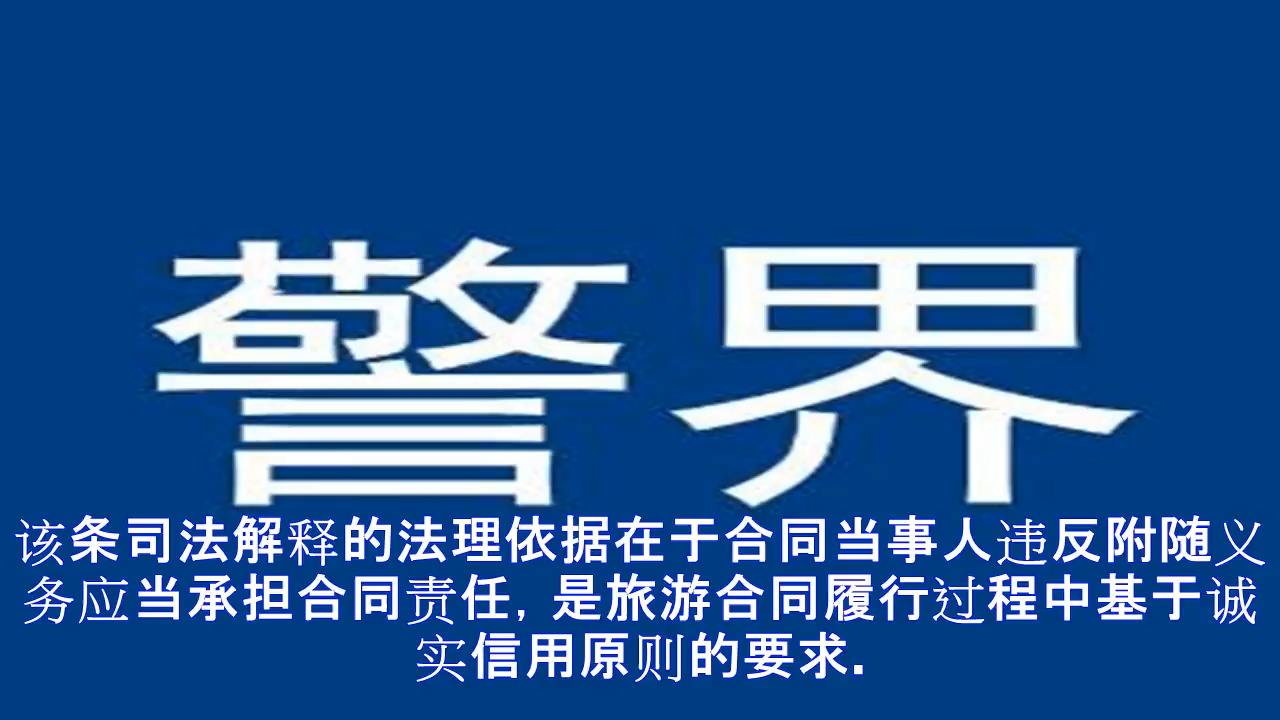 警界
该条司法解释的法理依据在于合同当事人违反附随义
务应当承担合同责任, 是旅游合同履行过程中基于诚
实信用原则的要求.